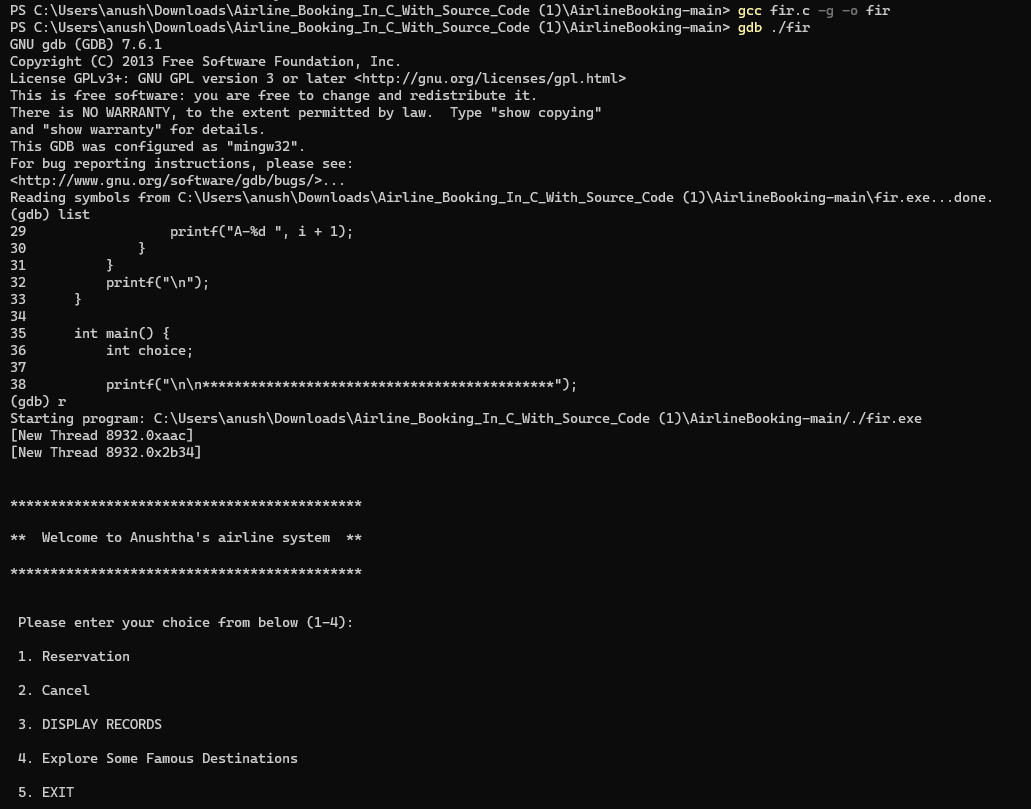 PS C:\Users\anush\Downloads\Airline_Booking_In_C_With_Source_Code (1)\AirlineBooking-main> gcc fir.c -g -o fir
PS C:\Users\anush\Downloads\Airline_Booking_In_C_With_Source_Code (1)\AirlineBooking-main> gdb ./fir
GNU gdb (GDB) 7.6.1
Copyright (C) 2013 Free Software Foundation, Inc.
License GPLv3+: GNU GPL version 3 or later <http://gnu.org/licenses/gpl.html>
This is free software: you are free to change and redistribute it.
There is NO WARRANTY, to the extent permitted by law.  Type "show copying"
and "show warranty" for details.
This GDB was configured as "mingw32".
For bug reporting instructions, please see:
<http://www.gnu.org/software/gdb/bugs/>...
Reading symbols from C:\Users\anush\Downloads\Airline_Booking_In_C_With_Source_Code (1)\AirlineBooking-main\fir.exe...done.
(gdb) list
29                  printf("A-%d ", i + 1);
30              }
31          }
32          printf("\n");
33      }
34
35      int main() {
36          int choice;
37
38          printf("\n\n********************************************");
(gdb) r
Starting program: C:\Users\anush\Downloads\Airline_Booking_In_C_With_Source_Code (1)\AirlineBooking-main/./fir.exe
[New Thread 8932.0xaac]
[New Thread 8932.0x2b34]
********************************************
**  Welcome to Anushtha's airline system  **
********************************************
Please enter your choice from below (1-4):
1. Reservation
2. Cancel
3. DISPLAY RECORDS
4. Explore Some Famous Destinations
5. EXIT